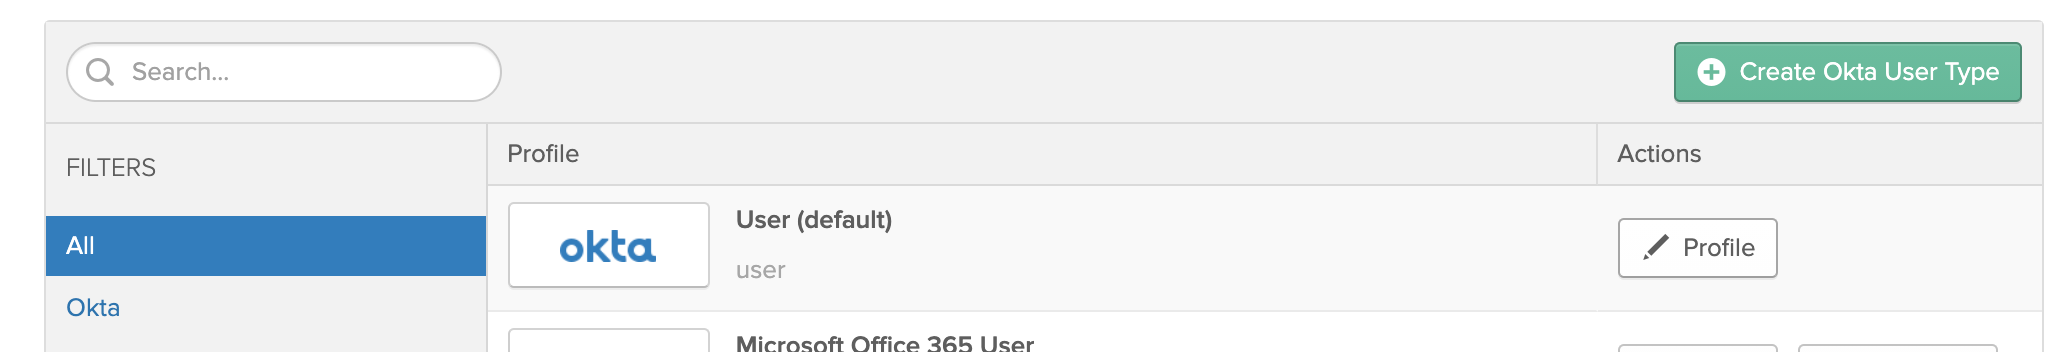 Search...
Create Okta User Type
FILTERS
Profile
Actions
All
Okta
okta
User (default)
user
Profile
Microsoft Office 365 User